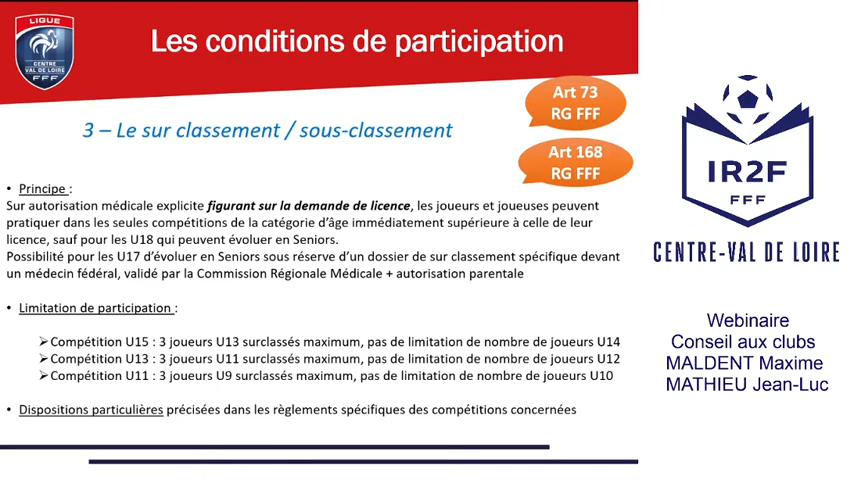 LIGUE
CENTRE
VAL DE LOIRE
FFF
Les conditions de participation
Art 73
RG FFF
3 – Le sur classement / sous-classement
Art 168
RG FFF
• Principe :
Sur autorisation médicale explicite figurant sur la demande de licence, les joueurs et joueuses peuvent
pratiquer dans les seules compétitions de la catégorie d'âge immédiatement supérieure à celle de leur
licence, sauf pour les U18 qui peuvent évoluer en Seniors.
Possibilité pour les U17 d'évoluer en Seniors sous réserve d'un dossier de sur classement spécifique devant
un médecin fédéral, validé par la Commission Régionale Médicale + autorisation parentale
• Limitation de participation :
➢Compétition U15 : 3 joueurs U13 surclassés maximum, pas de limitation de nombre de joueurs U14
➢Compétition U13 : 3 joueurs U11 surclassés maximum, pas de limitation de nombre de joueurs U12
➢Compétition U11 : 3 joueurs U9 surclassés maximum, pas de limitation de nombre de joueurs U10
• Dispositions particulières précisées dans les règlements spécifiques des compétitions concernées
IR2F
FFF
CENTRE-VAL DE LOIRE
Webinaire
Conseil aux clubs
MALDENT Maxime
MATHIEU Jean-Luc